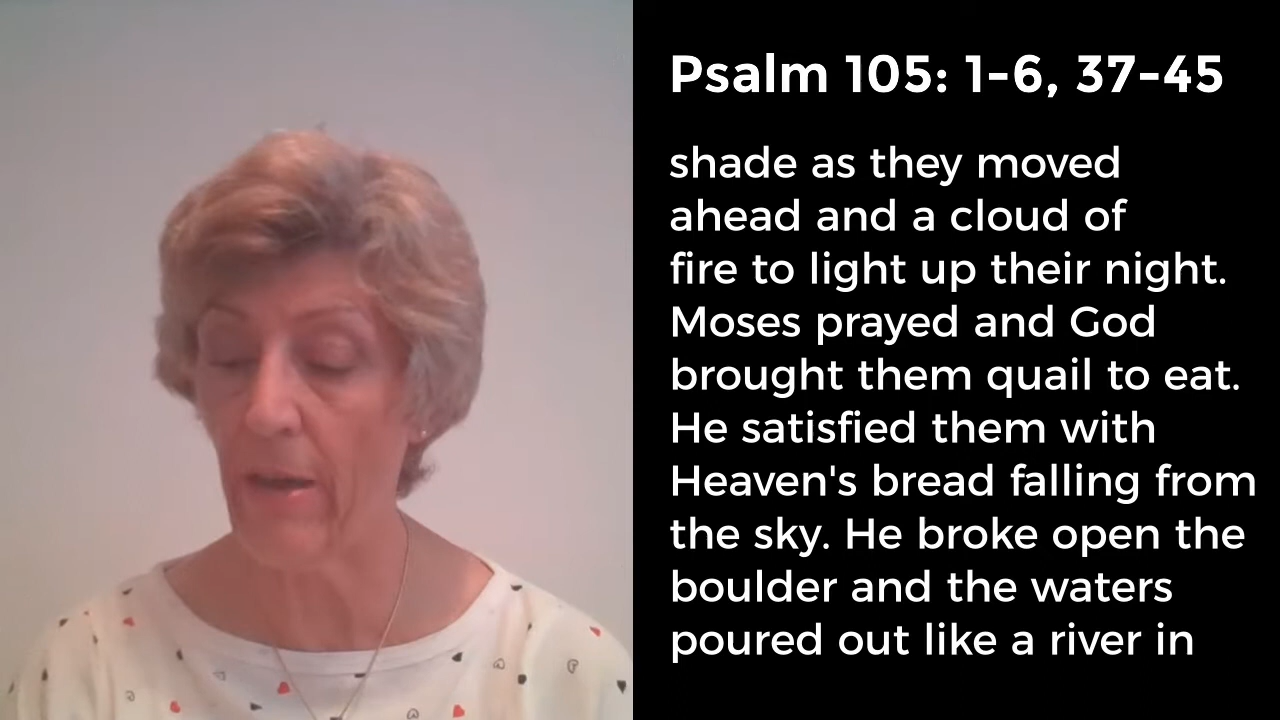 Psalm 105: 1-6, 37-45
shade as they moved
ahead and a cloud of
fire to light up their night.
Moses prayed and God
brought them quail to eat.
He satisfied them with
Heaven's bread falling from
the sky. He broke open the
boulder and the waters
poured out like a river in